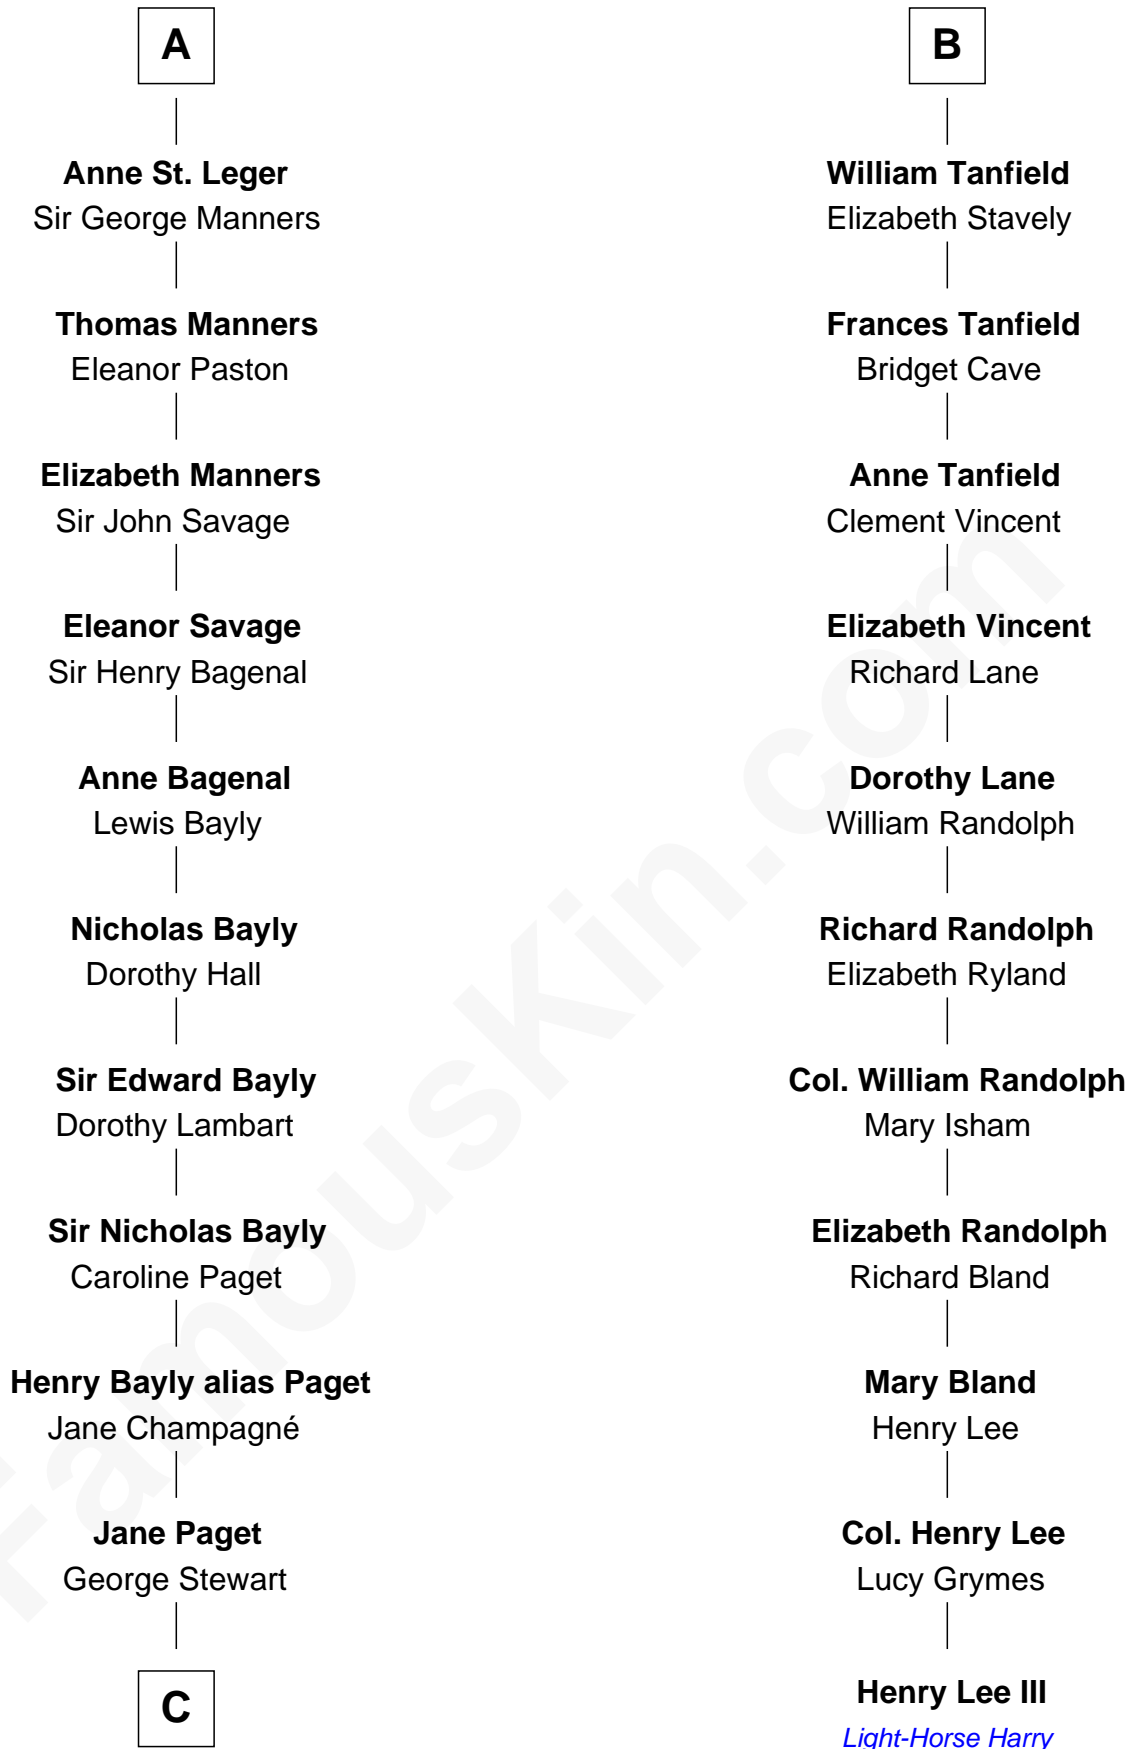 A
Anne St. Leger
Sir George Manners
Thomas Manners
Eleanor Paston
Elizabeth Manners
Sir John Savage
Eleanor Savage
Sir Henry Bagenal
Anne Bagenal
Lewis Bayly
Nicholas Bayly
Dorothy Hall
Sir Edward Bayly
Dorothy Lambart
Sir Nicholas Bayly
Caroline Paget
Henry Bayly alias Paget
Jane Champagné
Jane Paget
George Stewart
C
B
William Tanfield
Elizabeth Stavely
Frances Tanfield
Bridget Cave
Anne Tanfield
Clement Vincent
Elizabeth Vincent
Richard Lane
Dorothy Lane
William Randolph
Richard Randolph
Elizabeth Ryland
Col. William Randolph
Mary Isham
Elizabeth Randolph
Richard Bland
Mary Bland
Henry Lee
Col. Henry Lee
Lucy Grymes
Henry Lee III
Light-Horse Harry
FamousKin.com